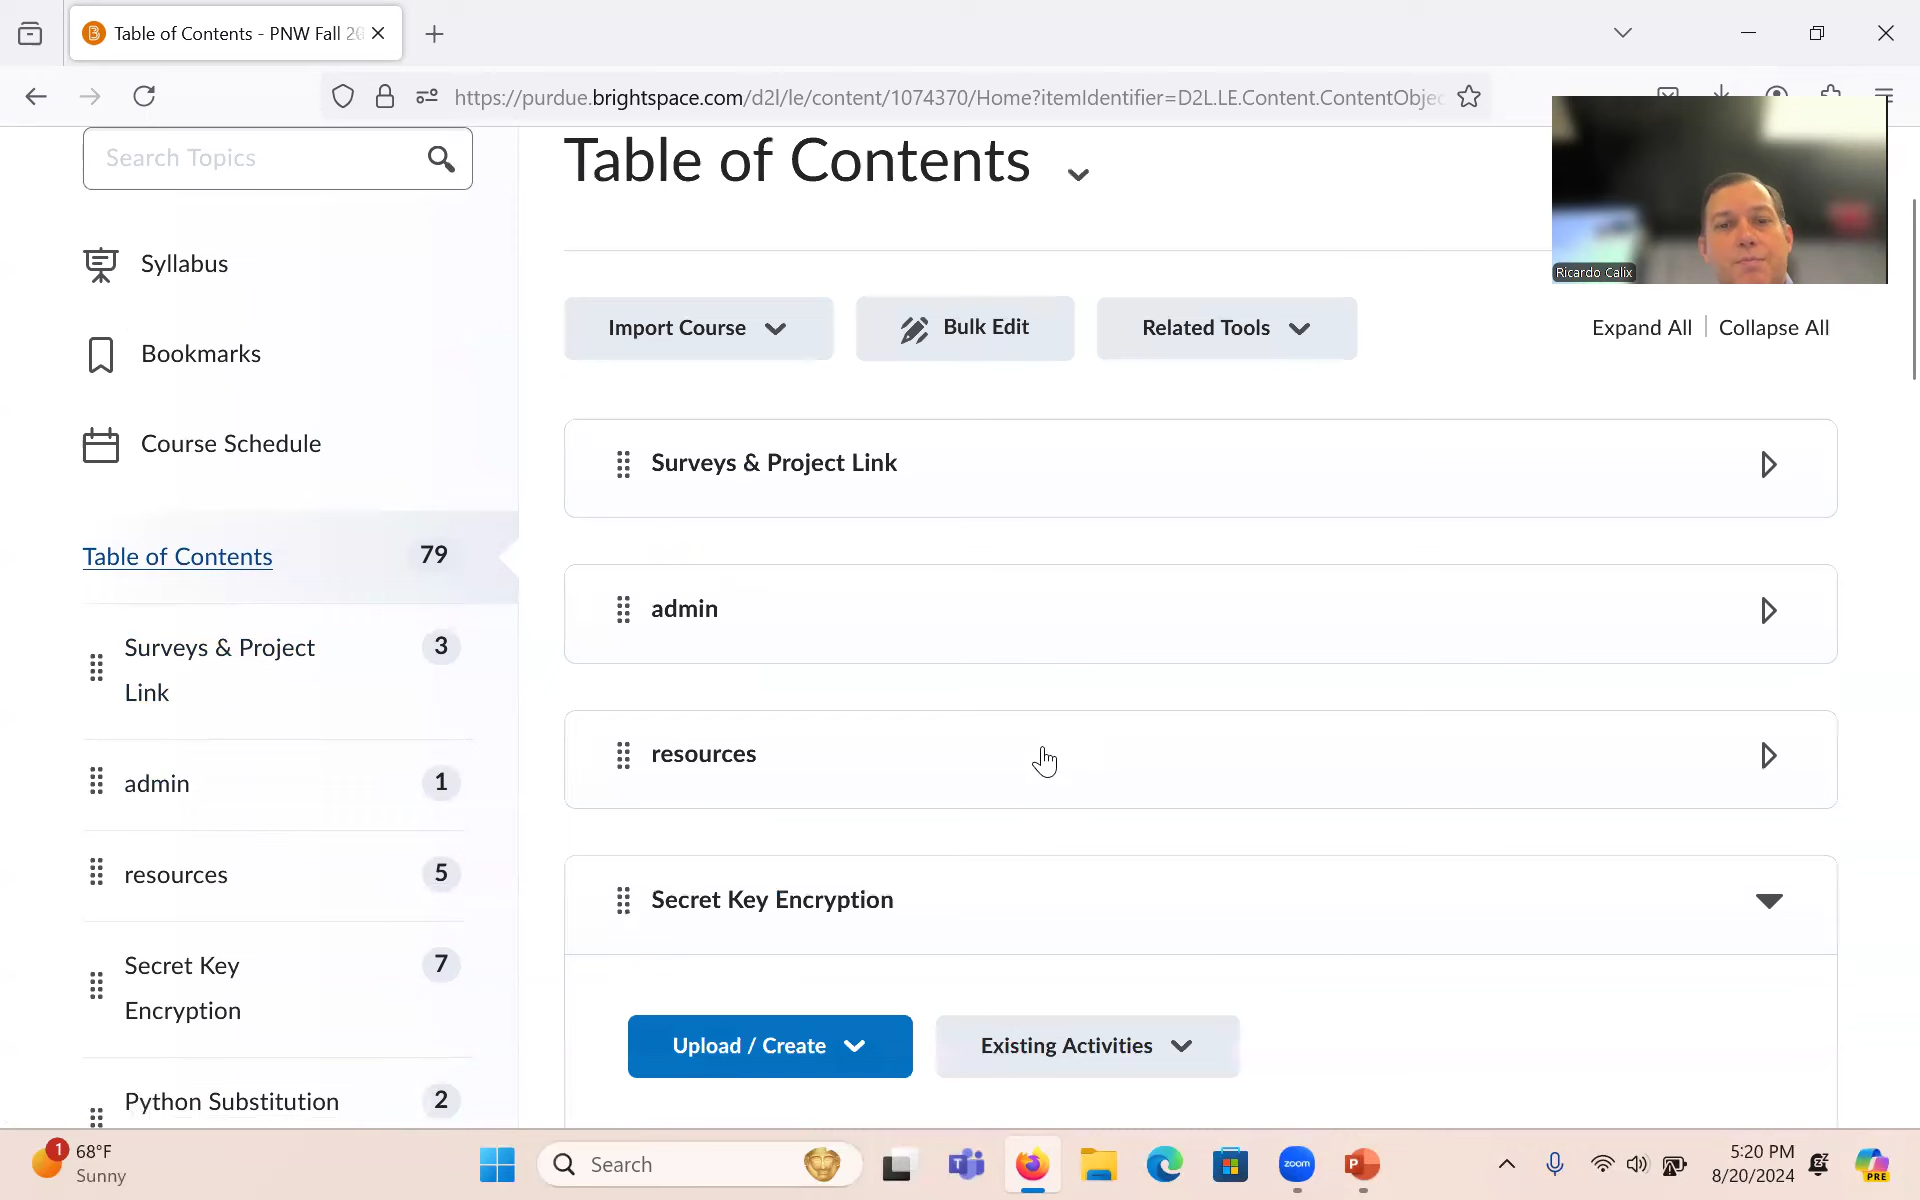 Table of Contents - PNW Fall 20
https://purdue.brightspace.com/d2l/le/content/1074370/Home?itemIdentifier=D2L.LE.Content.ContentObjec
Search Topics
Syllabus
Bookmarks
Course Schedule
Table of Contents 79
Surveys & Project
Link
3
admin 1
resources 5
Secret Key
Encryption
7
Python Substitution 2
Table of Contents
Import Course
Bulk Edit
Related Tools
Expand All
Collapse All
Surveys & Project Link
admin
resources
Secret Key Encryption
Upload / Create
Existing Activities
Ricardo Calix
1
68°F
Sunny
Search
zoom
P
5:20 PM
8/20/2024
PRE